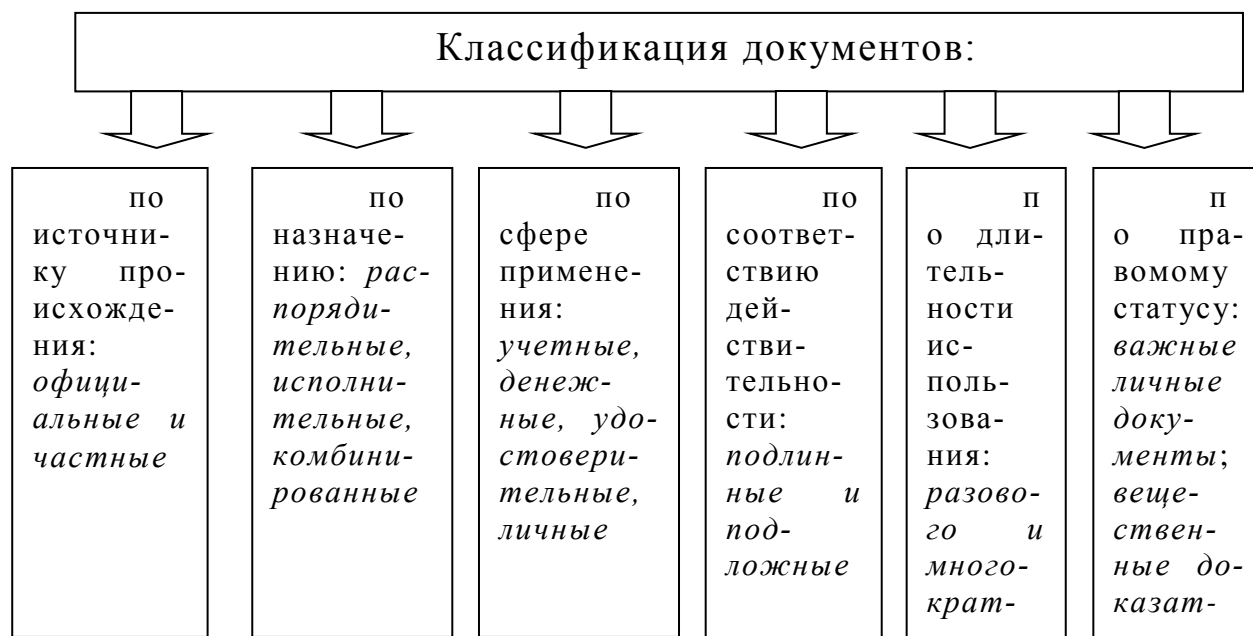 Классификация документов:
по
источни-
ку про-
исхожде-
ния:
офици-
альные и
частные
по
назначе-
нию: рас-
поряди-
тельные,
исполни-
тельные,
комбини-
рованные
по
сфере
примене-
ния:
учетные,
денеж-
ные, удо-
стовери-
тельные,
личные
по
соответ-
ствию
дей-
стви-
тельно-
сти:
подлин-
ные и
под-
ложные
п
о дли-
тель-
ности
ис-
поль-
зова-
ния:
разово-
го и
много-
крат-
п
о пра-
вомому
статусу:
важные
личные
доку-
менты;
веще-
ствен-
ные до-
казат-